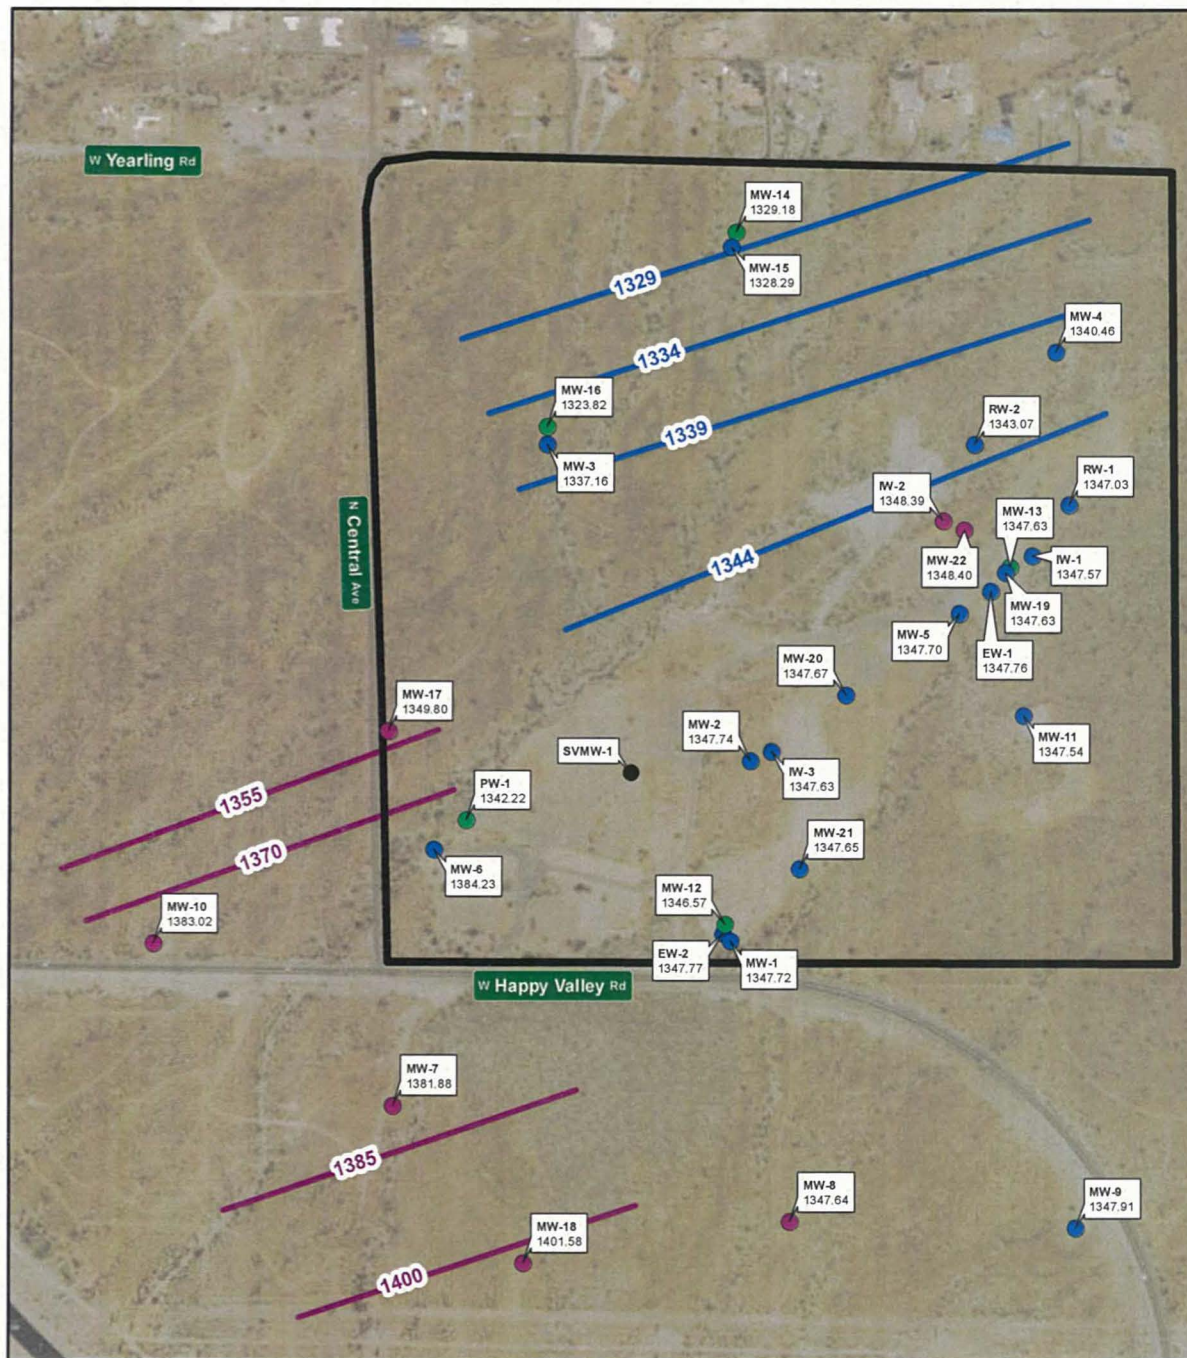 W Yearling Rd
MW-14
1329.18
1329
MW-15
1328.29
MW-4
1340.46
1334
MW-16
1323.82
RW-2
1343.07
1339
MW-3
1337.16
RW-1
1347.03
IW-2
1348.39
MW-13
1347.63
N Central Ave
1344
MW-22
1348.40
IW-1
1347.57
MW-19
1347.63
MW-5
1347.70
EW-1
1347.76
MW-20
1347.67
MW-17
1349.80
MW-2
1347.74
MW-11
1347.54
SVMW-1
IW-3
1347.63
1355
PW-1
1342.22
1370
MW-21
1347.65
MW-6
1384.23
MW-12
1346.57
MW-10
1383.02
EW-2
1347.77
MW-1
1347.72
W Happy Valley Rd
MW-7
1381.88
1385
MW-8
1347.64
MW-9
1347.91
MW-18
1401.58
1400